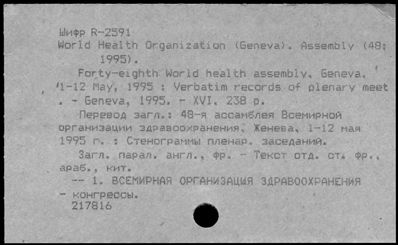 Шифр R-2591
World Health Organization (Geneva). Assembly (48;
1995).
Forty-eighth World health assembly, Geneva,
1-12 May, 1995 : Verbatim records of plenary meet
. - Geneva, 1995. - XVI, 238 p.
Перевод загл.: 48-я ассамблея Всемирной
организации здравоохранения, Женева, 1-12 мая
1995 г. : Стенограммы пленар. заседаний.
Загл. парал. англ., фр. - Текст отд. ст. фр.,
араб., кит.
-- 1. ВСЕМИРНАЯ ОРГАНИЗАЦИЯ ЗДРАВООХРАНЕНИЯ
- конгрессы.
217816